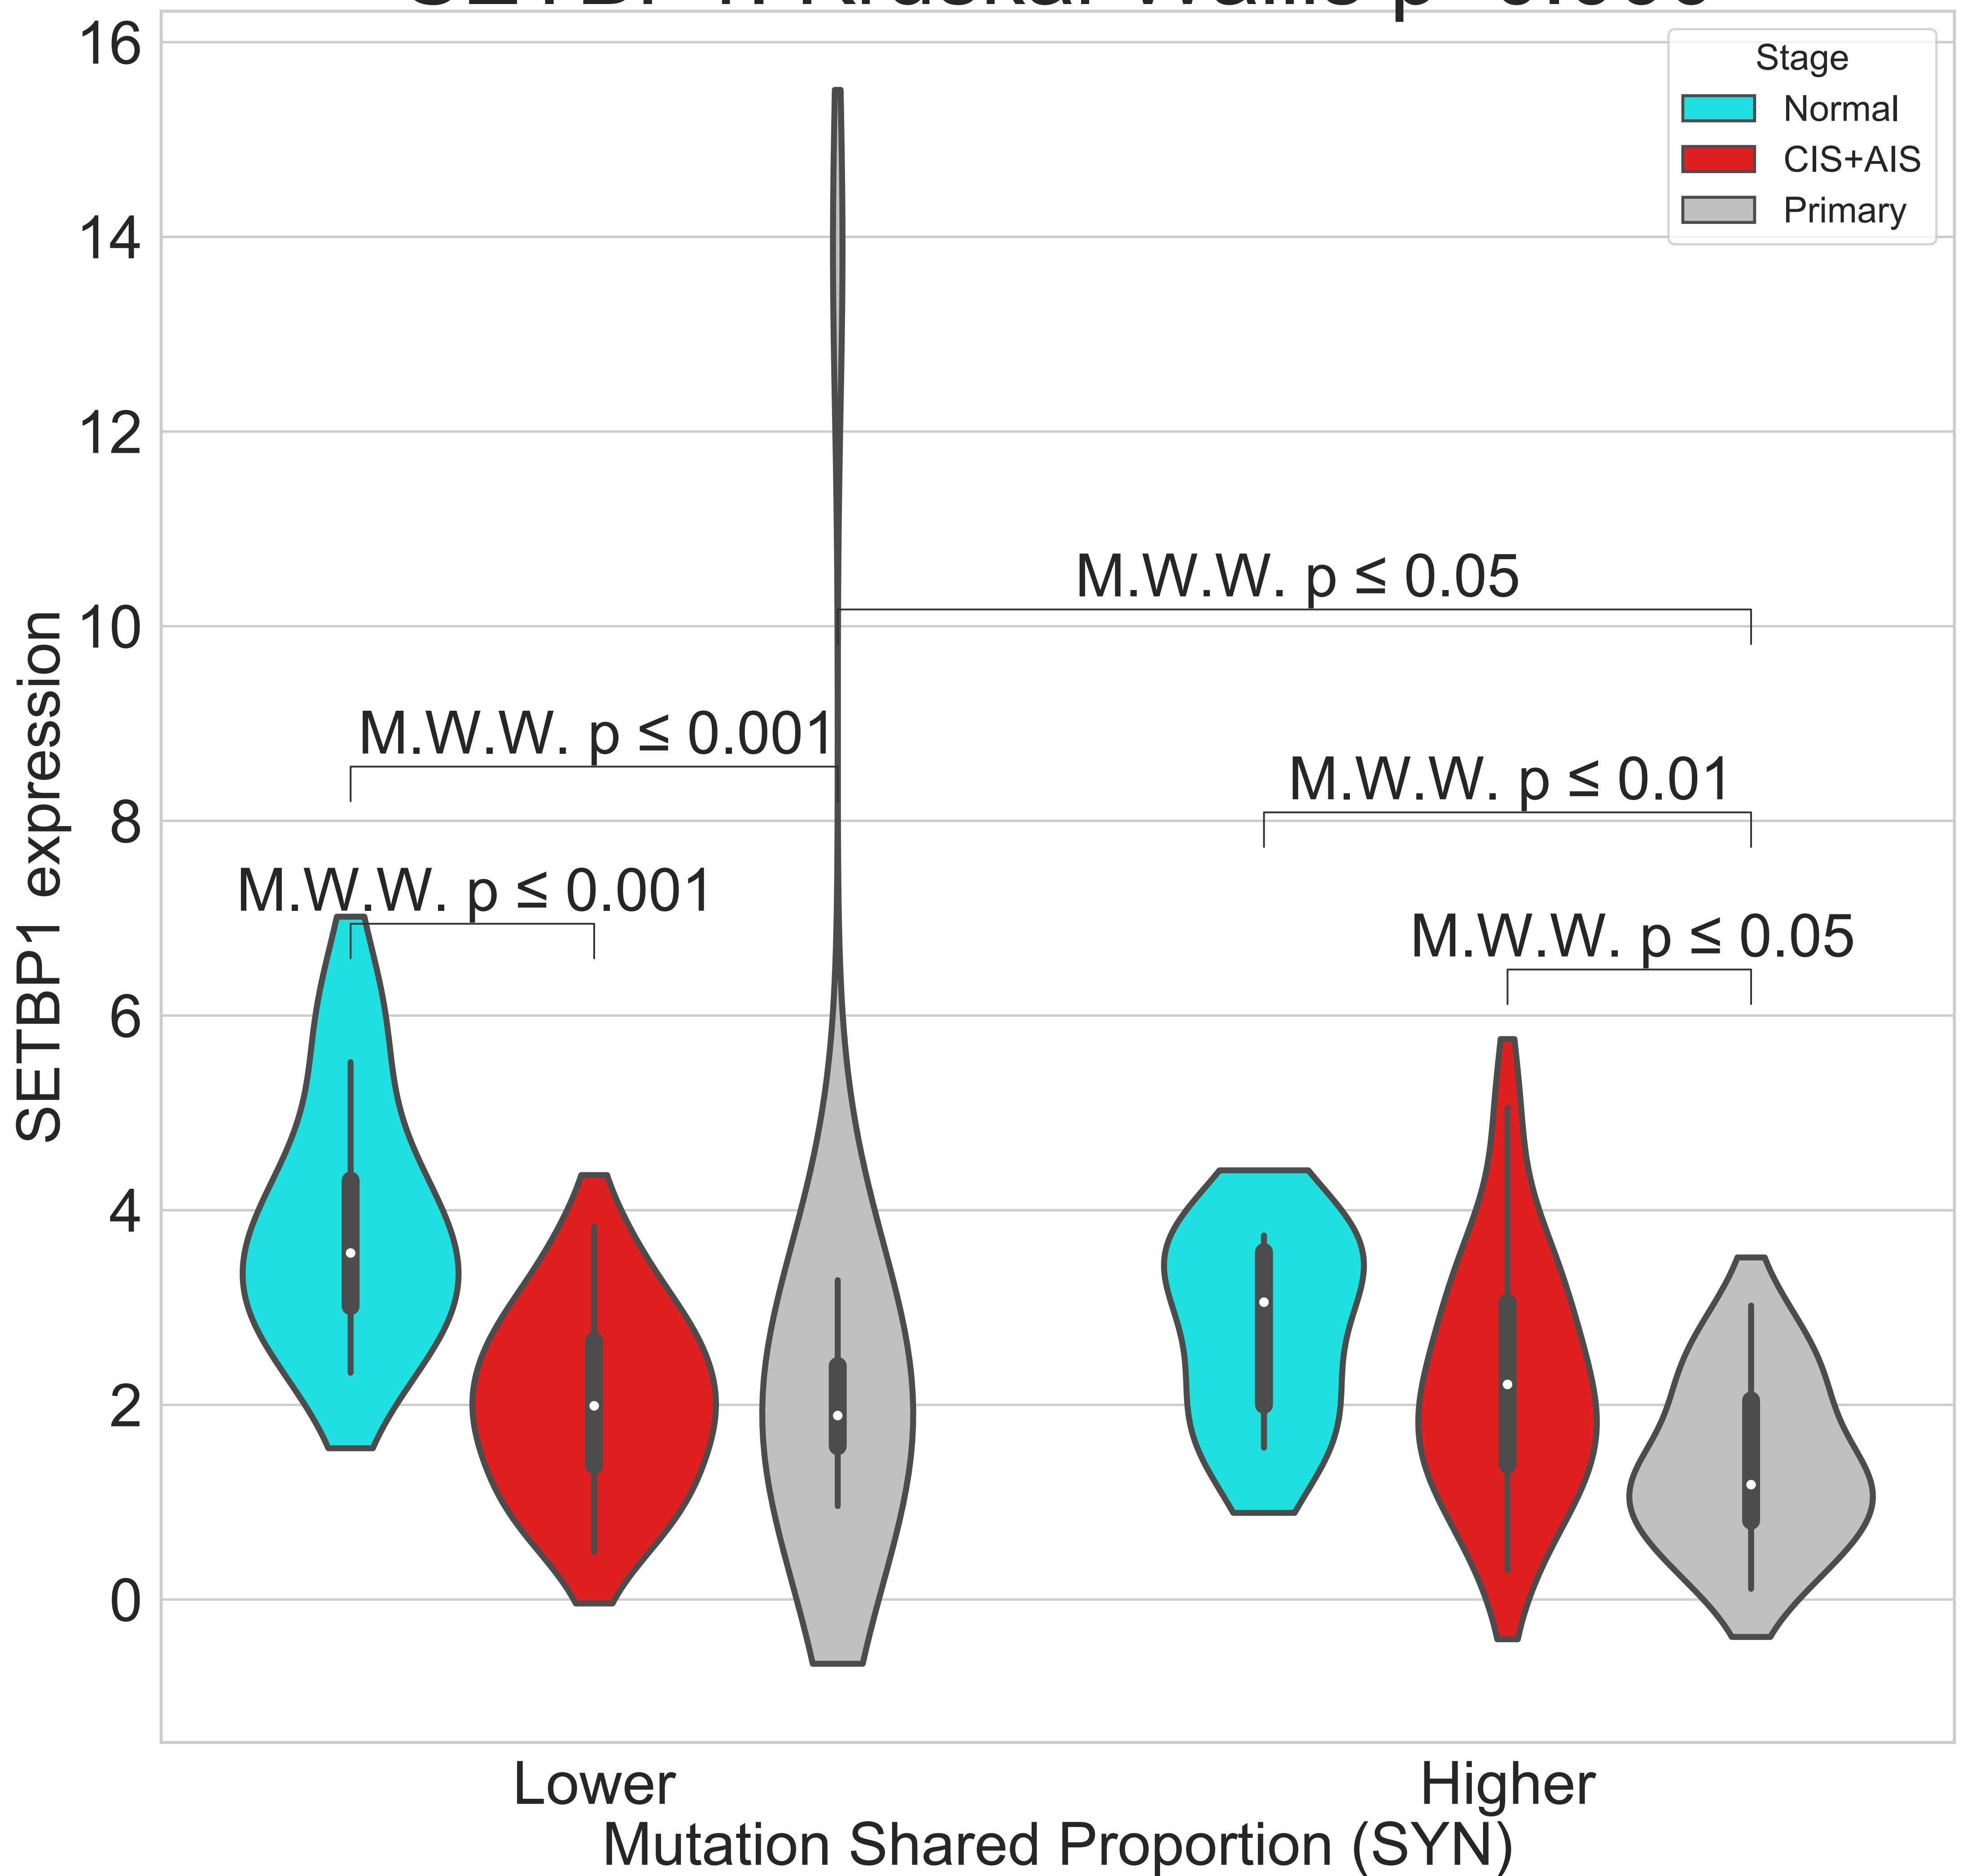 16
14
12
10
8
6
4
2
0
SETBP1 expression
Stage
Normal
CIS+AIS
Primary
M.W.W. p ≤ 0.05
M.W.W. p ≤ 0.001
M.W.W. p ≤ 0.01
M.W.W. p ≤ 0.001
M.W.W. p ≤ 0.05
Lower
Higher
Mutation Shared Proportion (SYN)